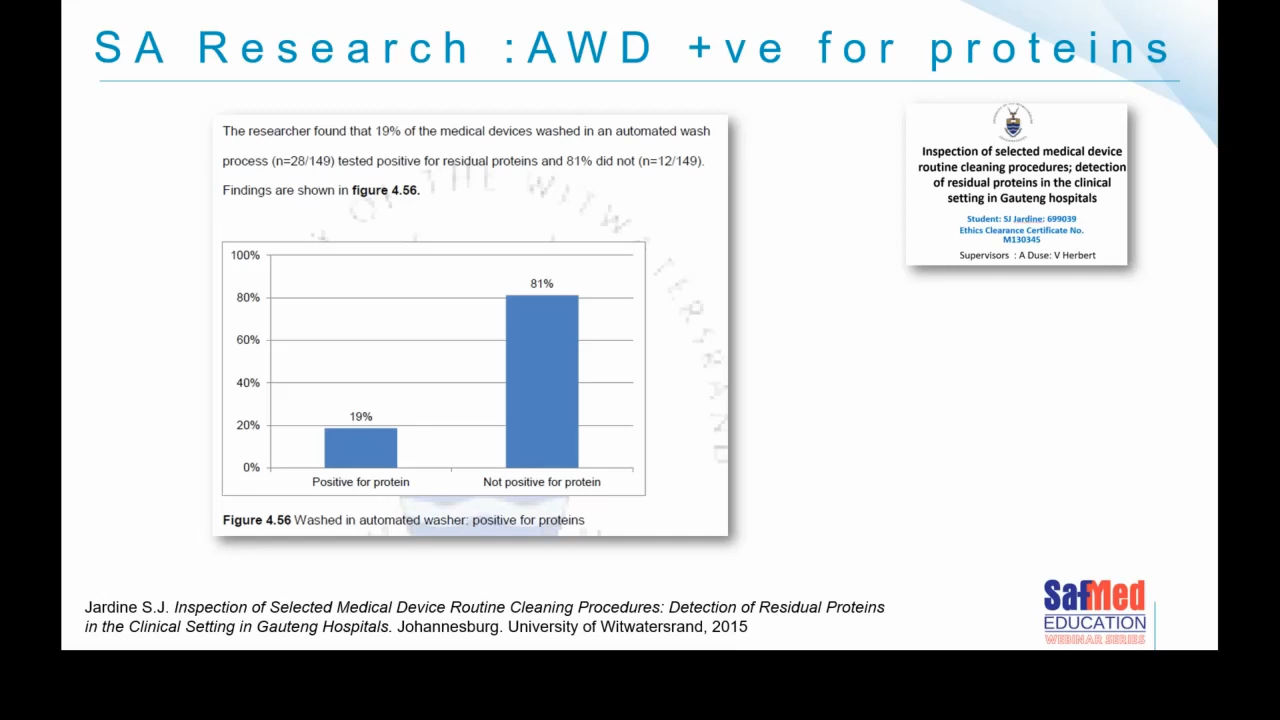 SA Research :AWD +ve for proteins
The researcher found that 19% of the medical devices washed in an automated wash
process (n=28/149) tested positive for residual proteins and 81% did not (n=12/149).
Findings are shown in figure 4.56.
100%
80%
60%
40%
20%
0%
19%
81%
Positive for protein
Not positive for protein
Figure 4.56 Washed in automated washer: positive for proteins
Inspection of selected medical device
routine cleaning procedures; detection
of residual proteins in the clinical
setting in Gauteng hospitals
Student: SJ Jardine: 699039
Ethics Clearance Certificate No.
M130345
Supervisors : A Duse: V Herbert
Jardine S.J. Inspection of Selected Medical Device Routine Cleaning Procedures: Detection of Residual Proteins
in the Clinical Setting in Gauteng Hospitals. Johannesburg. University of Witwatersrand, 2015
SafMed
EDUCATION
WEBINAR SERIES